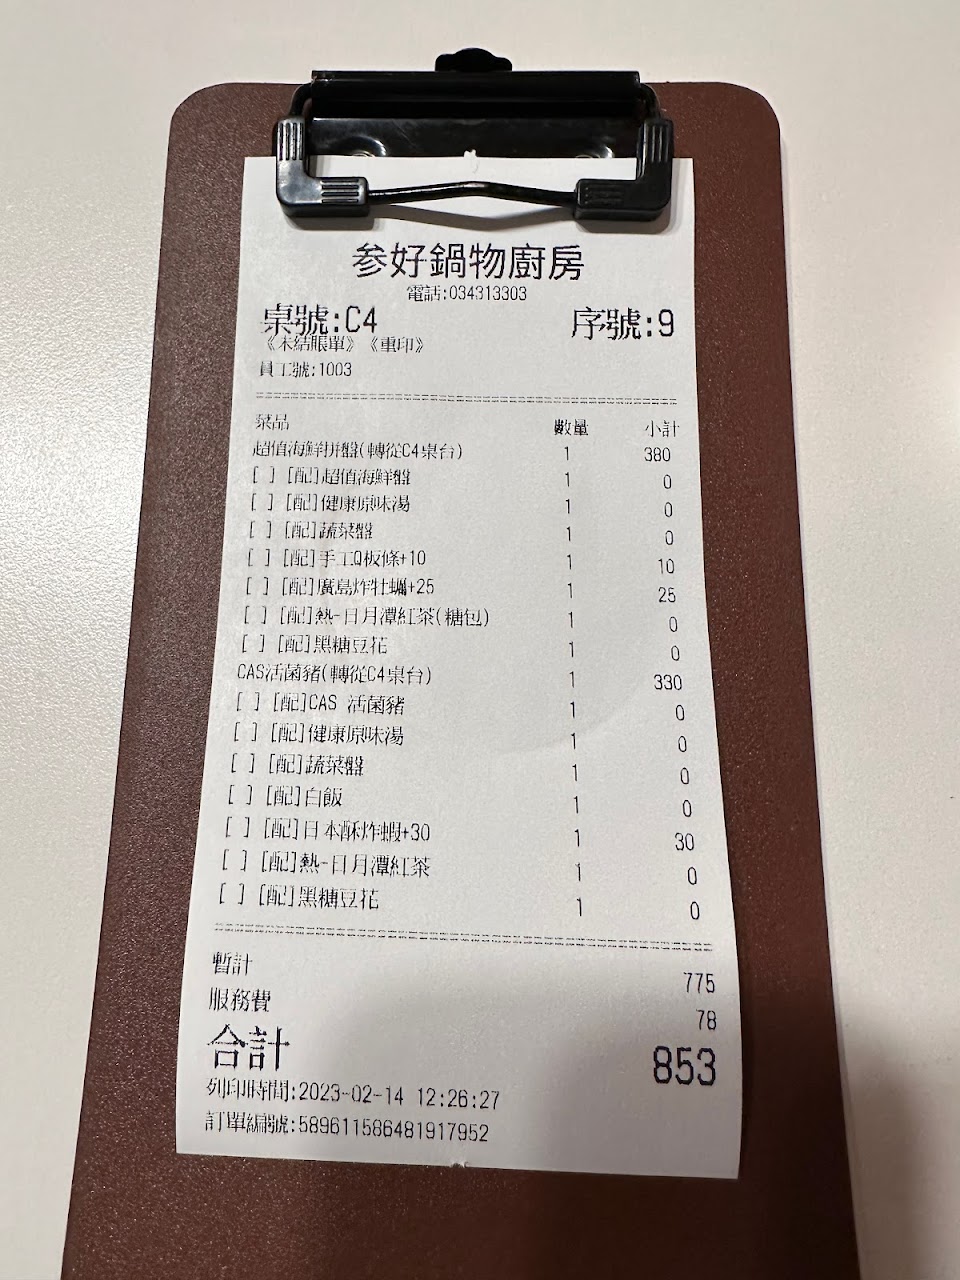 参好鍋物廚房
電話:034313303
桌號:C4 序號:9
《未結賬單》《重印》
員工號:1003
菜品 數量 小計
超值海鮮拼盤(轉從C4桌台) 1 380
[ ] [配]超值海鮮盤 1 0
[ ] [配]健康原味湯 1 0
[ ] [配]蔬菜盤 1 0
[ ] [配]手工Q板條+10 1 10
[ ] [配]廣島炸牡蠣+25 1 25
[ ] [配]熱-日月潭紅茶(糖包) 1 0
[ ] [配]黑糖豆花 1 0
CAS活菌豬(轉從C4桌台) 1 330
[ ] [配]CAS 活菌豬 1 0
[ ] [配]健康原味湯 1 0
[ ] [配]蔬菜盤 1 0
[ ] [配]白飯 1 0
[ ] [配]日本酥炸蝦+30 1 30
[ ] [配]熱-日月潭紅茶 1 0
[ ] [配]黑糖豆花 1 0
暫計 775
服務費 78
合計 853
列印時間:2023-02-14 12:26:27
訂單編號:589611586481917952